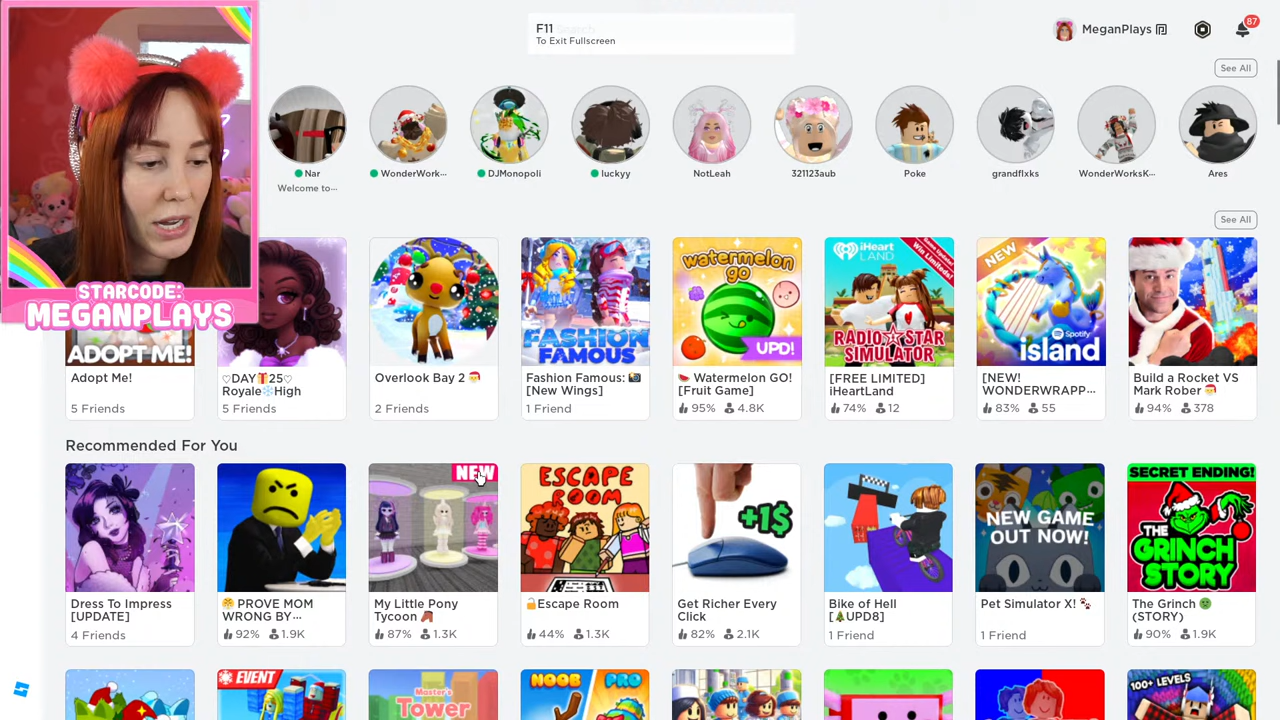 F11 Search
To Exit Fullscreen
MeganPlays
87
See All
Nar
WonderWork...
DJMonopoli
luckyy
NotLeah
321123aub
Poke
grandflxks
WonderWorksK...
Ares
Welcome to...
See All
STARCODE:
MEGANPLAYS
ADOPT ME!
FASHION
FAMOUS
watermelon
go
UPD!
iHeart
LAND
Win Limiteds!
RADIO STAR
SIMULATOR
NEW
Spotify
island
Adopt Me!
5 Friends
♡DAY🎁25♡
Royale❄️High
5 Friends
Overlook Bay 2 🎅
2 Friends
Fashion Famous: 📸
[New Wings]
1 Friend
🍉 Watermelon GO!
[Fruit Game]
95% 4.8K
[FREE LIMITED]
iHeartLand
74% 12
[NEW!
WONDERWRAPP...
83% 55
Build a Rocket VS
Mark Rober 🎅
94% 378
Recommended For You
NEW
ESCAPE
ROOM
+1$
NEW GAME
OUT NOW!
SECRET ENDING!
THE
GRINCH
STORY
Dress To Impress
[UPDATE]
4 Friends
😤 PROVE MOM
WRONG BY...
92% 1.9K
My Little Pony
Tycoon 🐴
87% 1.3K
🔓Escape Room
44% 1.3K
Get Richer Every
Click
82% 2.1K
Bike of Hell
[🎄UPD8]
1 Friend
Pet Simulator X! 🐾
1 Friend
The Grinch 🤢
(STORY)
90% 1.9K
EVENT
Master's
Tower
NOOB
PRO
100+ LEVELS